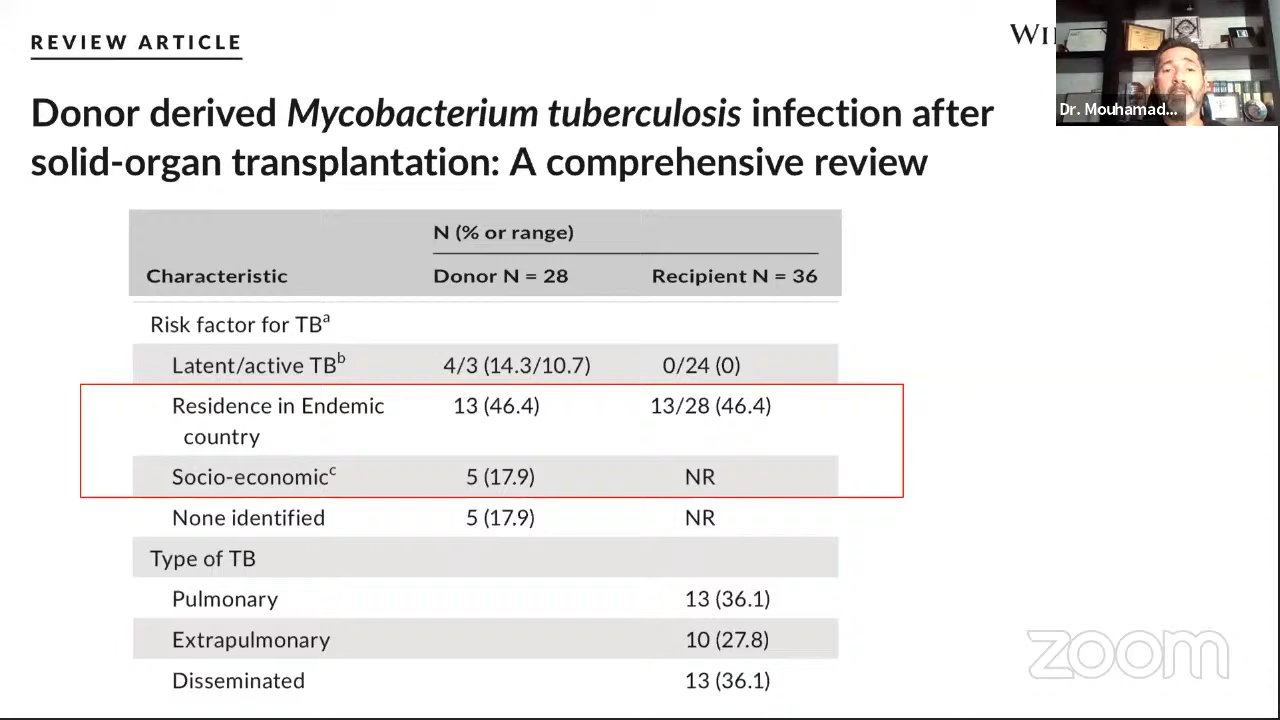 REVIEW ARTICLE
WI
Dr. Mouhamad...
Donor derived Mycobacterium tuberculosis infection after
solid-organ transplantation: A comprehensive review
N (% or range)
Characteristic Donor N = 28 Recipient N = 36
Risk factor for TBa
Latent/active TBb 4/3 (14.3/10.7) 0/24 (0)
Residence in Endemic 13 (46.4) 13/28 (46.4)
country
Socio-economicc 5 (17.9) NR
None identified 5 (17.9) NR
Type of TB
Pulmonary 13 (36.1)
Extrapulmonary 10 (27.8)
Disseminated 13 (36.1)
zoom